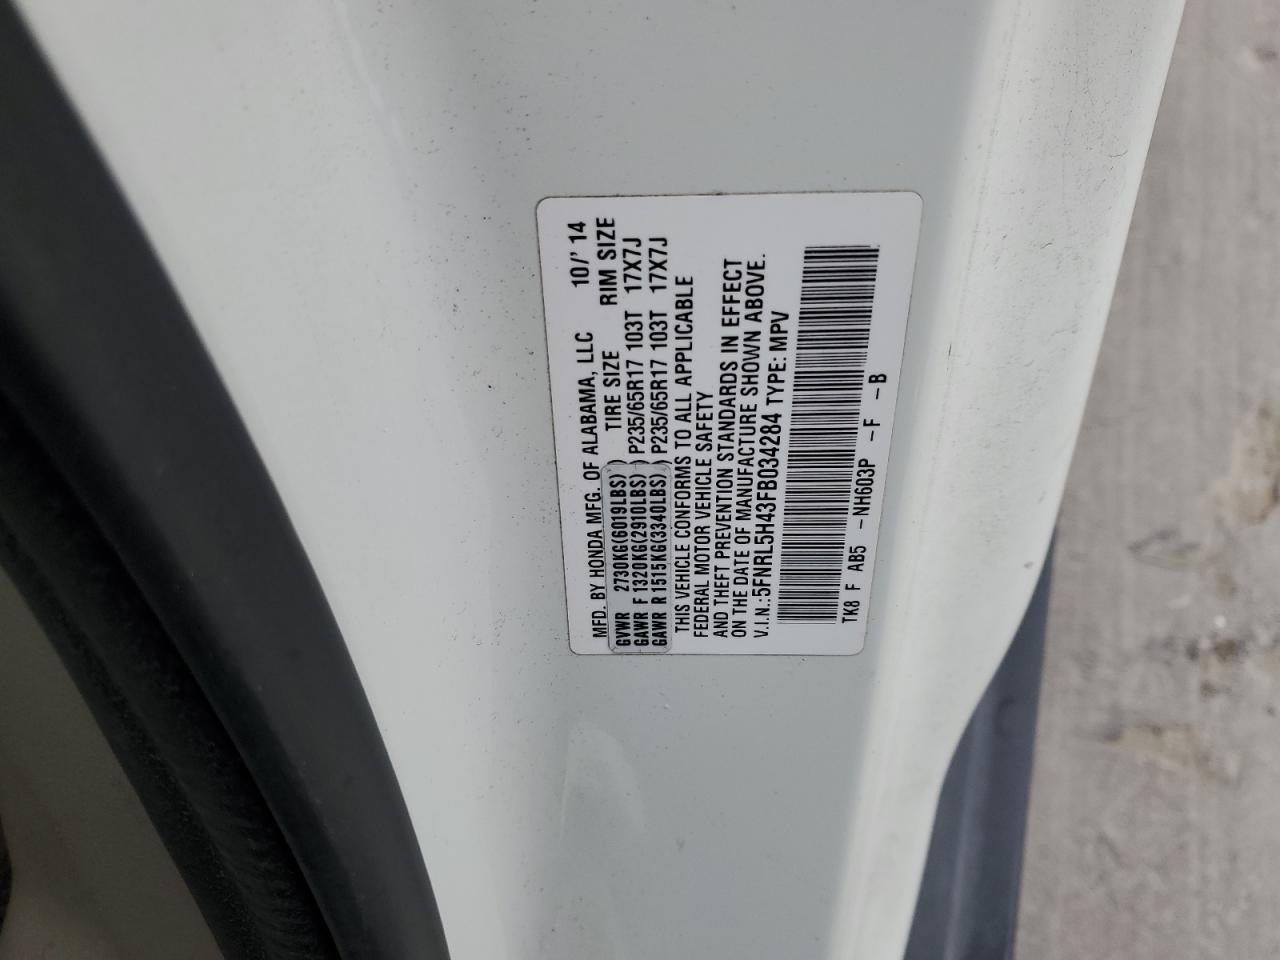 MFD. BY HONDA MFG. OF ALABAMA, LLC 10/' 14
TIRE SIZE RIM SIZE
GVWR 2730KG(6019LBS)
GAWR F 1320KG(2910LBS) P235/65R17 103T 17X7J
GAWR R 1515KG(3340LBS) P235/65R17 103T 17X7J
THIS VEHICLE CONFORMS TO ALL APPLICABLE
FEDERAL MOTOR VEHICLE SAFETY
AND THEFT PREVENTION STANDARDS IN EFFECT
ON THE DATE OF MANUFACTURE SHOWN ABOVE.
V.I.N.:5FNRL5H43FB034284 TYPE: MPV
TK8 F AB5 -NH603P -F -B